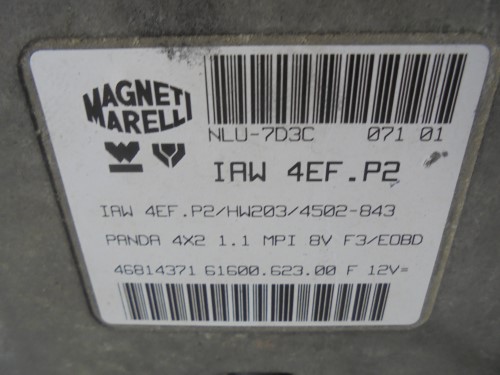 MAGNETI
MARELLI
NLU-7D3C 071 01
IAW 4EF.P2
IAW 4EF.P2/HW203/4502-843
PANDA 4X2 1.1 MPI 8V F3/EOBD
46814371 61600.623.00 F 12V=